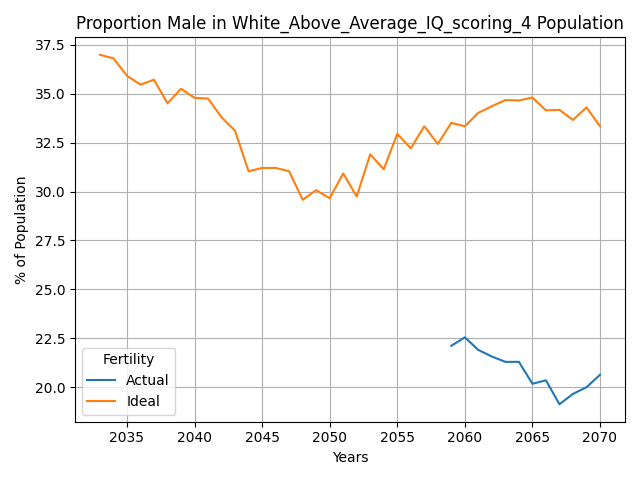 Proportion Male in White_Above_Average_IQ_scoring_4 Population
37.5
35.0
32.5
30.0
27.5
25.0
22.5
20.0
% of Population
Fertility
Actual
Ideal
2035 2040 2045 2050 2055 2060 2065 2070
Years